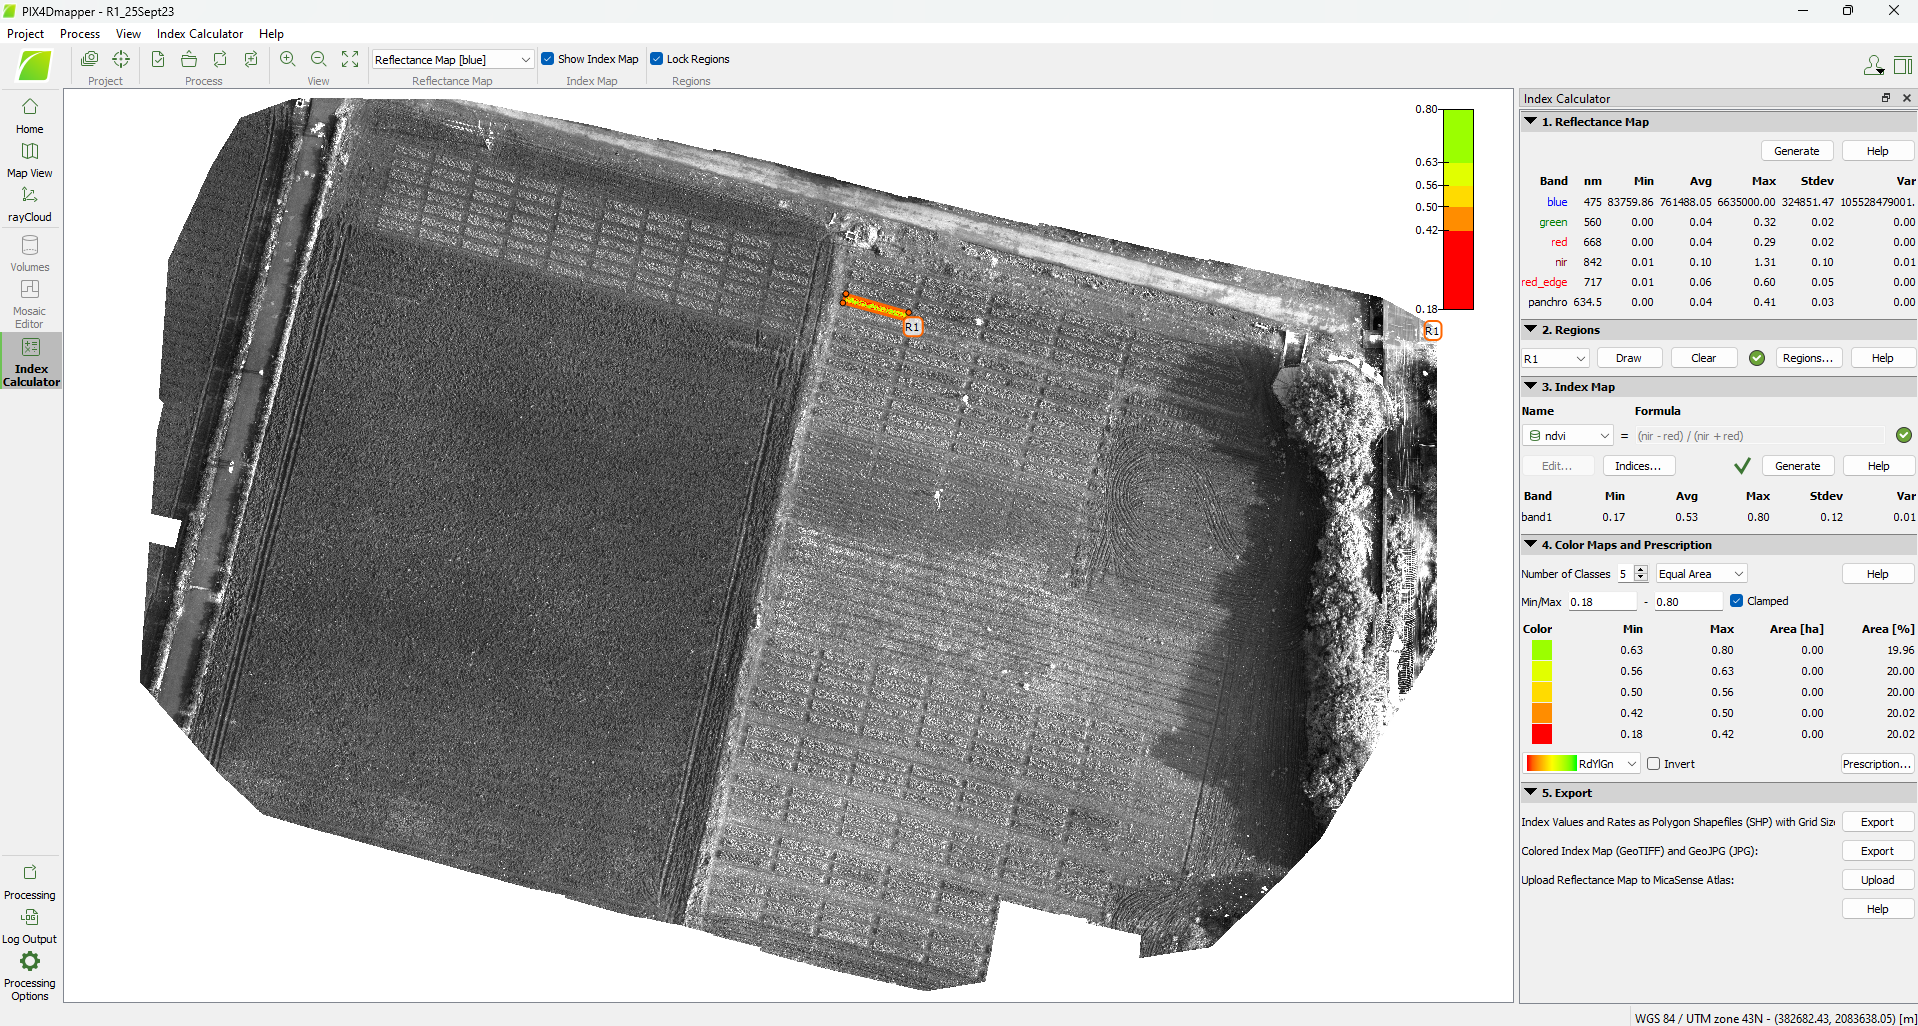 PIX4Dmapper - R1_25Sept23
Project Process View Index Calculator Help
Reflectance Map [blue] Show Index Map Lock Regions
Project Process View Reflectance Map Index Map Regions
Home
Map View
rayCloud
Volumes
Mosaic
Editor
Index
Calculator
Processing
LOG
Log Output
Processing
Options
0.80
0.63
0.56
0.50
0.42
0.18
R1
R1
Index Calculator
1. Reflectance Map
Generate Help
Band nm Min Avg Max Stdev Var
blue 475 83759.86 761488.05 6635000.00 324851.47 105528479001.
green 560 0.00 0.04 0.32 0.02 0.00
red 668 0.00 0.04 0.29 0.02 0.00
nir 842 0.01 0.10 1.31 0.10 0.01
red_edge 717 0.01 0.06 0.60 0.05 0.00
panchro 634.5 0.00 0.04 0.41 0.03 0.00
2. Regions
R1 Draw Clear Regions... Help
3. Index Map
Name Formula
ndvi = (nir - red) / (nir + red)
Edit... Indices... Generate Help
Band Min Avg Max Stdev Var
band1 0.17 0.53 0.80 0.12 0.01
4. Color Maps and Prescription
Number of Classes 5 Equal Area Help
Min/Max 0.18 - 0.80 Clamped
Color Min Max Area [ha] Area [%]
0.63 0.80 0.00 19.96
0.56 0.63 0.00 20.00
0.50 0.56 0.00 20.00
0.42 0.50 0.00 20.02
0.18 0.42 0.00 20.02
RdYlGn Invert Prescription...
5. Export
Index Values and Rates as Polygon Shapefiles (SHP) with Grid Size Export
Colored Index Map (GeoTIFF) and GeoJPG (JPG): Export
Upload Reflectance Map to MicaSense Atlas: Upload
Help
WGS 84 / UTM zone 43N - (382682.43, 2083638.05) [m]